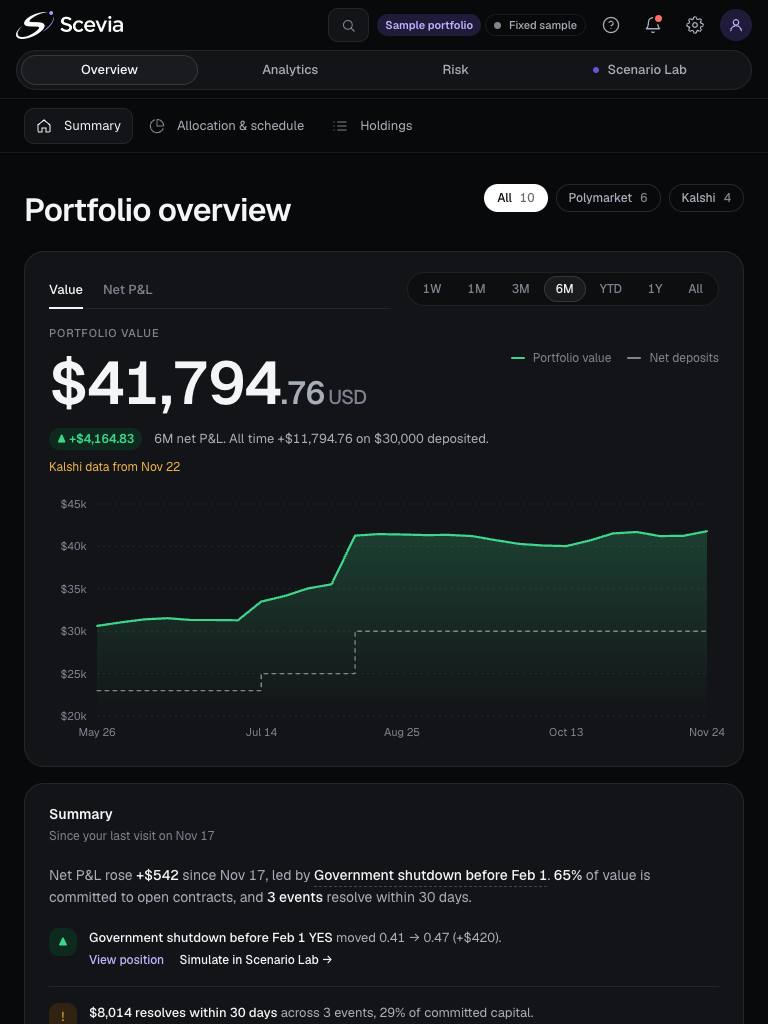 Scevia
Sample portfolio
Fixed sample
Overview
Analytics
Risk
Scenario Lab
Summary
Allocation & schedule
Holdings
Portfolio overview
All 10
Polymarket 6
Kalshi 4
Value
Net P&L
1W
1M
3M
6M
YTD
1Y
All
PORTFOLIO VALUE
$41,794.76 USD
Portfolio value
Net deposits
▲ +$4,164.83
6M net P&L. All time +$11,794.76 on $30,000 deposited.
Kalshi data from Nov 22
$45k
$40k
$35k
$30k
$25k
$20k
May 26
Jul 14
Aug 25
Oct 13
Nov 24
Summary
Since your last visit on Nov 17
Net P&L rose +$542 since Nov 17, led by Government shutdown before Feb 1. 65% of value is
committed to open contracts, and 3 events resolve within 30 days.
▲
Government shutdown before Feb 1 YES moved 0.41 → 0.47 (+$420).
View position
Simulate in Scenario Lab →
!
$8,014 resolves within 30 days across 3 events, 29% of committed capital.